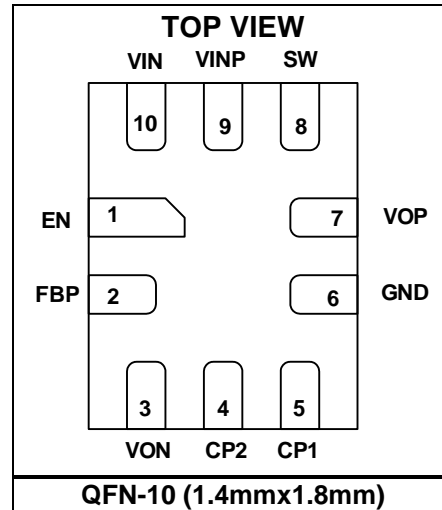 TOP VIEW
VIN VINP SW
10 9 8
EN 1 7 VOP
FBP 2 6 GND
3 4 5
VON CP2 CP1
QFN-10 (1.4mmx1.8mm)